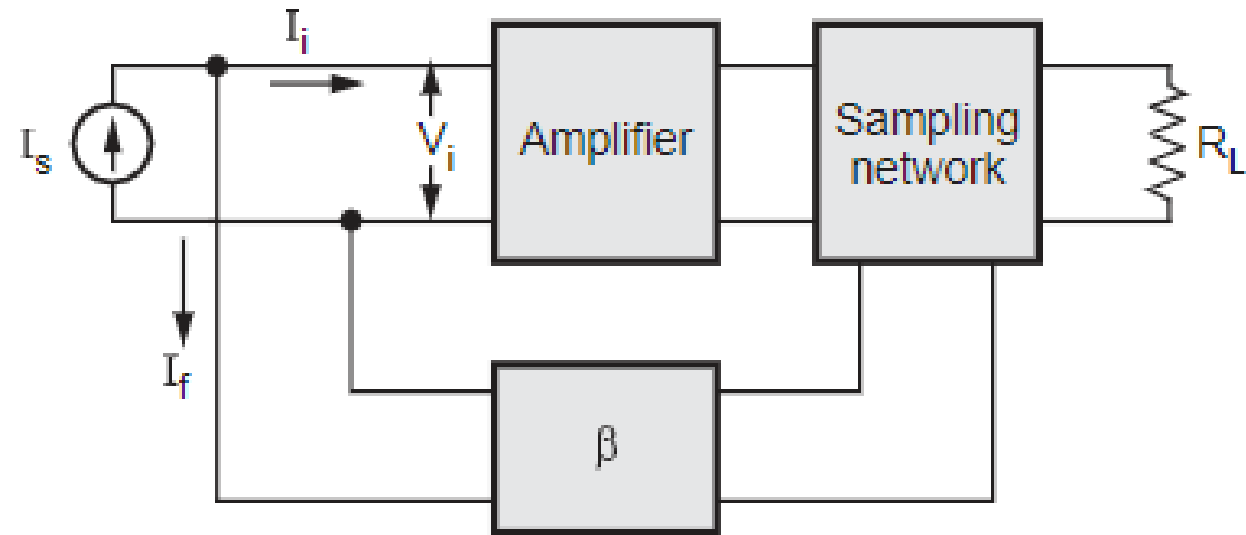 I_i
I_s
V_i
Amplifier
Sampling
network
R_L
I_f
β